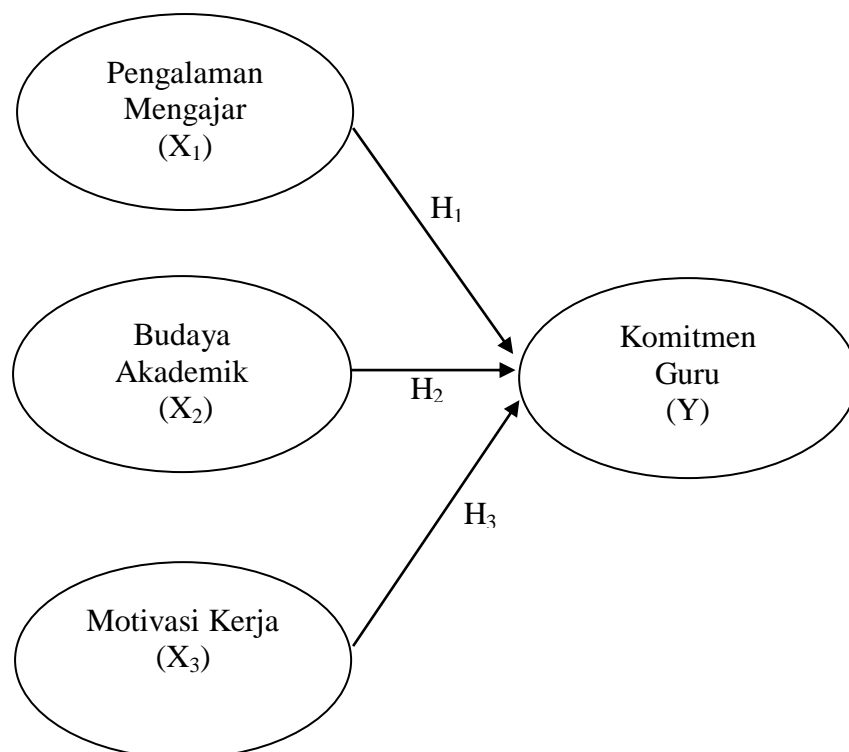 Pengalaman
Mengajar
(X₁)
H₁
Budaya
Akademik
(X₂)
H₂
Komitmen
Guru
(Y)
H₃
Motivasi Kerja
(X₃)